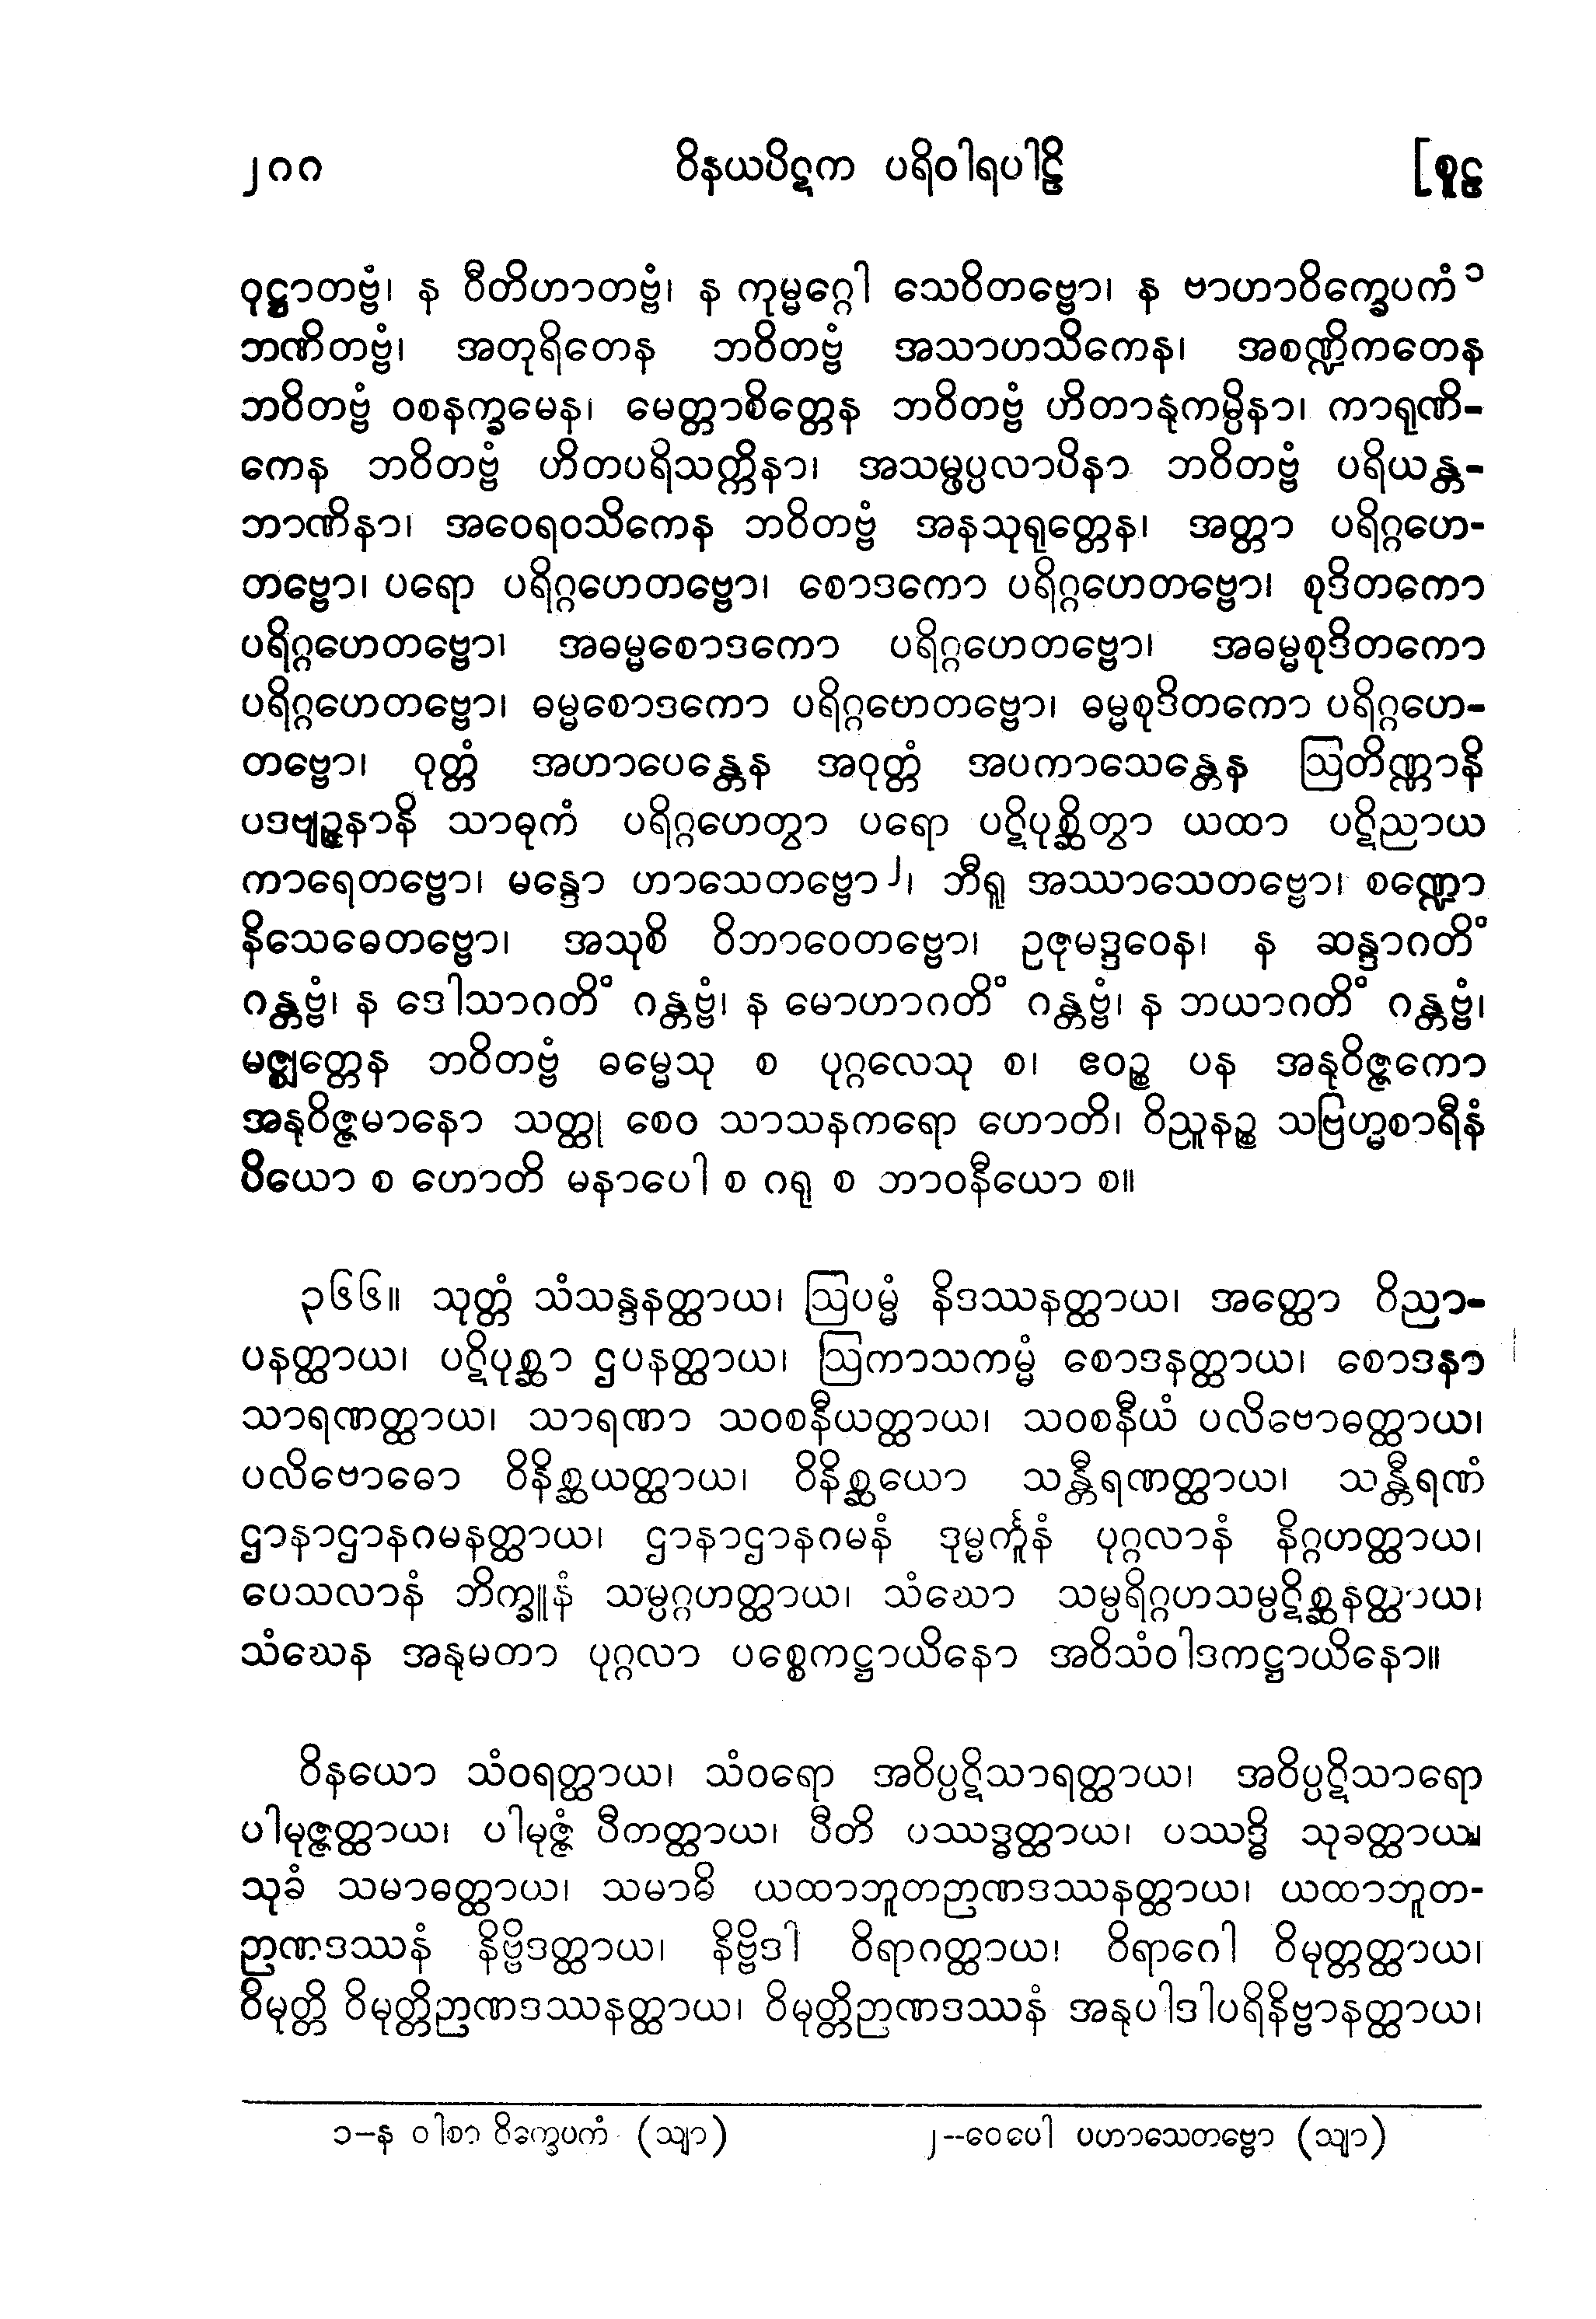 ၂၈၈ ဝိနယပိဋက ပရိဝါရပါဠိ [စူဠ
ဝုဋ္ဌာတဗ္ဗံ၊ န ဝီတိဟာတဗ္ဗံ၊ န ကုမ္မဂ္ဂေါ သေဝိတဗ္ဗော၊ န ဗာဟာဝိက္ခေပကံ ၁
ဘဏိတဗ္ဗံ၊ အတုရိတေန ဘဝိတဗ္ဗံ အသာဟသိကေန၊ အစဏ္ဍိကတေန
ဘဝိတဗ္ဗံ ဝစနက္ခမေန၊ မေတ္တာစိတ္တေန ဘဝိတဗ္ဗံ ဟိတာနုကမ္ပိနာ၊ ကာရုဏိ-
ကေန ဘဝိတဗ္ဗံ ဟိတပရိသက္ကိနာ၊ အသမ္ဖပ္ပလာပိနာ ဘဝိတဗ္ဗံ ပရိယန္တ-
ဘာဏိနာ၊ အဝေရဝသိကေန ဘဝိတဗ္ဗံ အနသုရုတ္တေန၊ အတ္တာ ပရိဂ္ဂဟေ-
တဗ္ဗော၊ ပရော ပရိဂ္ဂဟေတဗ္ဗော၊ စောဒကော ပရိဂ္ဂဟေတဗ္ဗော၊ စုဒိတကော
ပရိဂ္ဂဟေတဗ္ဗော၊ အဓမ္မစောဒကော ပရိဂ္ဂဟေတဗ္ဗော၊ အဓမ္မစုဒိတကော
ပရိဂ္ဂဟေတဗ္ဗော၊ ဓမ္မစောဒကော ပရိဂ္ဂဟေတဗ္ဗော၊ ဓမ္မစုဒိတကော ပရိဂ္ဂဟေ-
တဗ္ဗော၊ ဝုတ္တံ အဟာပေန္တေန အဝုတ္တံ အပကာသေန္တေန ဩတိဏ္ဏာနိ
ပဒဗျဉ္ဇနာနိ သာဓုကံ ပရိဂ္ဂဟေတွာ ပရော ပဋိပုစ္ဆိတွာ ယထာ ပဋိညာယ
ကာရေတဗ္ဗော၊ မန္ဒော ဟာသေတဗ္ဗော ၂၊ ဘီရူ အဿာသေတဗ္ဗော၊ စဏ္ဍော
နိသေဓေတဗ္ဗော၊ အသုစိ ဝိဘာဝေတဗ္ဗော၊ ဥဇုမဒ္ဒဝေန၊ န ဆန္ဒာဂတိံ
ဂန္တဗ္ဗံ၊ န ဒေါသာဂတိံ ဂန္တဗ္ဗံ၊ န မောဟာဂတိံ ဂန္တဗ္ဗံ၊ န ဘယာဂတိံ ဂန္တဗ္ဗံ၊
မဇ္ဈတ္တေန ဘဝိတဗ္ဗံ ဓမ္မေသု စ ပုဂ္ဂလေသု စ၊ ဧဝဉ္စ ပန အနုဝိဇ္ဇကော
အနုဝိဇ္ဇမာနော သတ္ထု စေဝ သာသနကရော ဟောတိ၊ ဝိညူနဉ္စ သဗြဟ္မစာရီနံ
ပိယော စ ဟောတိ မနာပေါ စ ဂရု စ ဘာဝနီယော စ။
၃၆၆။ သုတ္တံ သံသန္ဒနတ္ထာယ၊ ဩပမ္မံ နိဒဿနတ္ထာယ၊ အတ္ထော ဝိညာ-
ပနတ္ထာယ၊ ပဋိပုစ္ဆာ ဌပနတ္ထာယ၊ ဩကာသကမ္မံ စောဒနတ္ထာယ၊ စောဒနာ
သာရဏတ္ထာယ၊ သာရဏာ သဝစနီယတ္ထာယ၊ သဝစနီယံ ပလိဗောဓတ္ထာယ၊
ပလိဗောဓော ဝိနိစ္ဆယတ္ထာယ၊ ဝိနိစ္ဆယော သန္တီရဏတ္ထာယ၊ သန္တီရဏံ
ဌာနာဌာနဂမနတ္ထာယ၊ ဌာနာဌာနဂမနံ ဒုမ္မင်္ကူနံ ပုဂ္ဂလာနံ နိဂ္ဂဟတ္ထာယ၊
ပေသလာနံ ဘိက္ခူနံ သမ္ပဂ္ဂဟတ္ထာယ၊ သံဃော သမ္ပရိဂ္ဂဟသမ္ပဋိစ္ဆနတ္ထာယ၊
သံဃေန အနုမတာ ပုဂ္ဂလာ ပစ္စေကဋ္ဌာယိနော အဝိသံဝါဒကဋ္ဌာယိနော။
ဝိနယော သံဝရတ္ထာယ၊ သံဝရော အဝိပ္ပဋိသာရတ္ထာယ၊ အဝိပ္ပဋိသာရော
ပါမုဇ္ဇတ္ထာယ၊ ပါမုဇ္ဇံ ပီတတ္ထာယ၊ ပီတိ ပဿဒ္ဓတ္ထာယ၊ ပဿဒ္ဓိ သုခတ္ထာယ၊
သုခံ သမာဓတ္ထာယ၊ သမာဓိ ယထာဘူတဉာဏဒဿနတ္ထာယ၊ ယထာဘူတ-
ဉာဏဒဿနံ နိဗ္ဗိဒတ္ထာယ၊ နိဗ္ဗိဒါ ဝိရာဂတ္ထာယ၊ ဝိရာဂေါ ဝိမုတ္တတ္ထာယ၊
ဝိမုတ္တိ ဝိမုတ္တိဉာဏဒဿနတ္ထာယ၊ ဝိမုတ္တိဉာဏဒဿနံ အနုပါဒါပရိနိဗ္ဗာနတ္ထာယ၊
၁-န ဝါစာ ဝိက္ခေပကံ (သျာ) ၂--ဝေပေါ ပဟာသေတဗ္ဗော (သျာ)